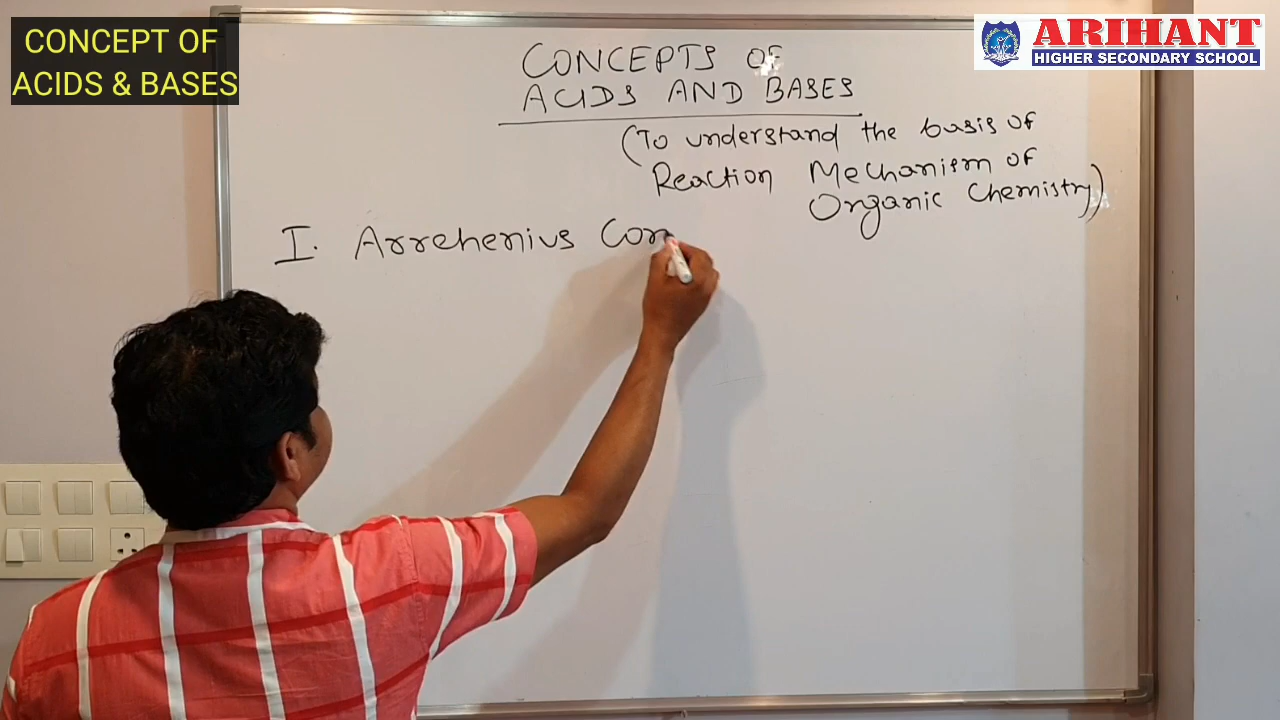 CONCEPT OF
ACIDS & BASES
ARIHANT
HIGHER SECONDARY SCHOOL
CONCEPTS OF
ACIDS AND BASES
(To understand the basis of
Reaction Mechanism of
Organic Chemistry)
I. Arrehenius Con